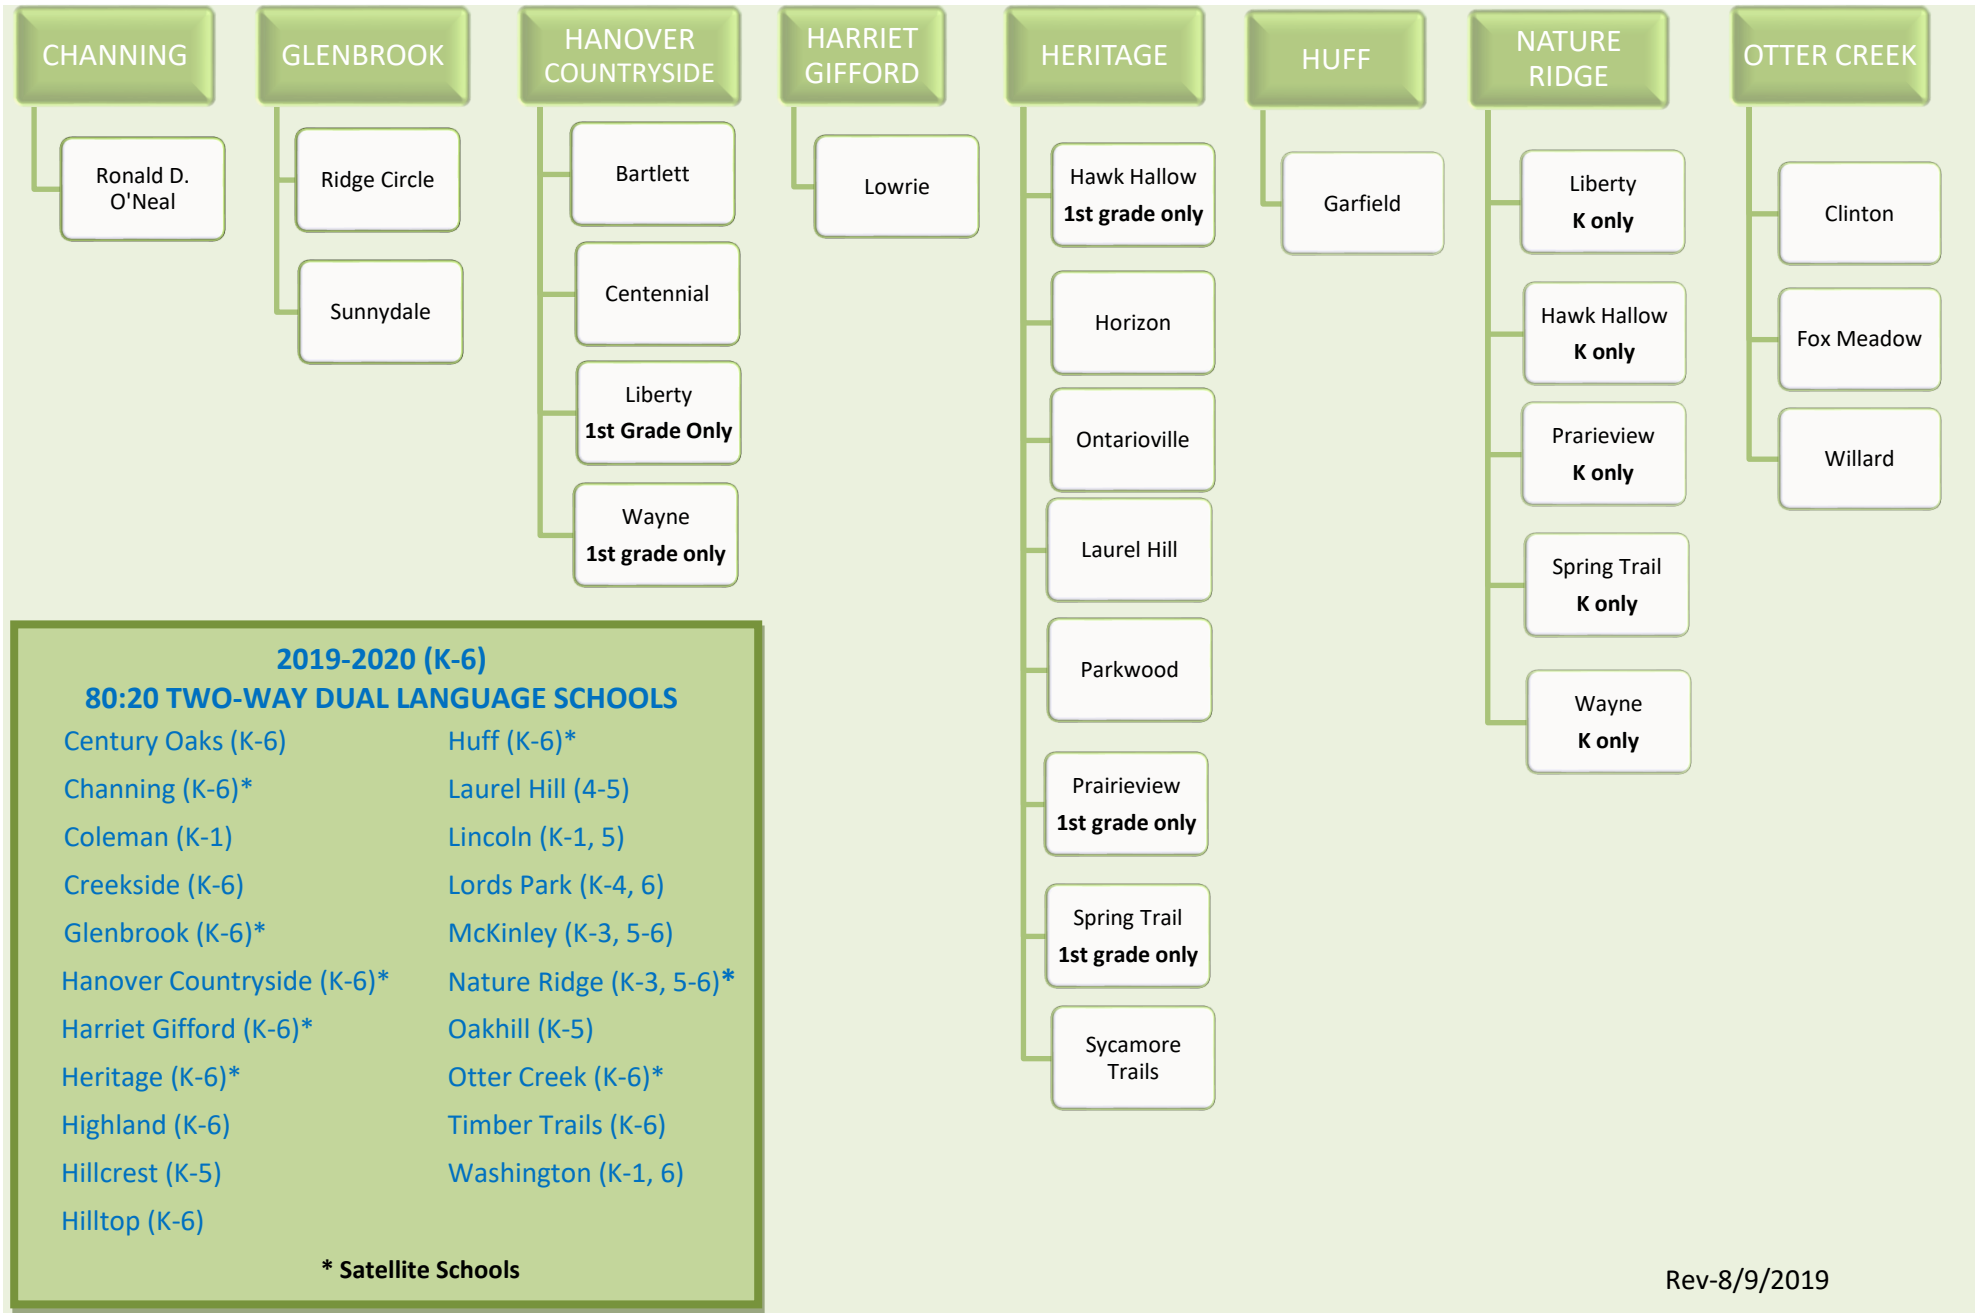 CHANNING
Ronald D.
O'Neal
GLENBROOK
Ridge Circle
Sunnydale
HANOVER
COUNTRYSIDE
Bartlett
Centennial
Liberty
1st Grade Only
Wayne
1st grade only
HARRIET
GIFFORD
Lowrie
HERITAGE
Hawk Hallow
1st grade only
Horizon
Ontarioville
Laurel Hill
Parkwood
Prairieview
1st grade only
Spring Trail
1st grade only
Sycamore
Trails
HUFF
Garfield
NATURE
RIDGE
Liberty
K only
Hawk Hallow
K only
Prarieview
K only
Spring Trail
K only
Wayne
K only
OTTER CREEK
Clinton
Fox Meadow
Willard
2019-2020 (K-6)
80:20 TWO-WAY DUAL LANGUAGE SCHOOLS
Century Oaks (K-6)
Channing (K-6)*
Coleman (K-1)
Creekside (K-6)
Glenbrook (K-6)*
Hanover Countryside (K-6)*
Harriet Gifford (K-6)*
Heritage (K-6)*
Highland (K-6)
Hillcrest (K-5)
Hilltop (K-6)
Huff (K-6)*
Laurel Hill (4-5)
Lincoln (K-1, 5)
Lords Park (K-4, 6)
McKinley (K-3, 5-6)
Nature Ridge (K-3, 5-6)*
Oakhill (K-5)
Otter Creek (K-6)*
Timber Trails (K-6)
Washington (K-1, 6)
* Satellite Schools
Rev-8/9/2019